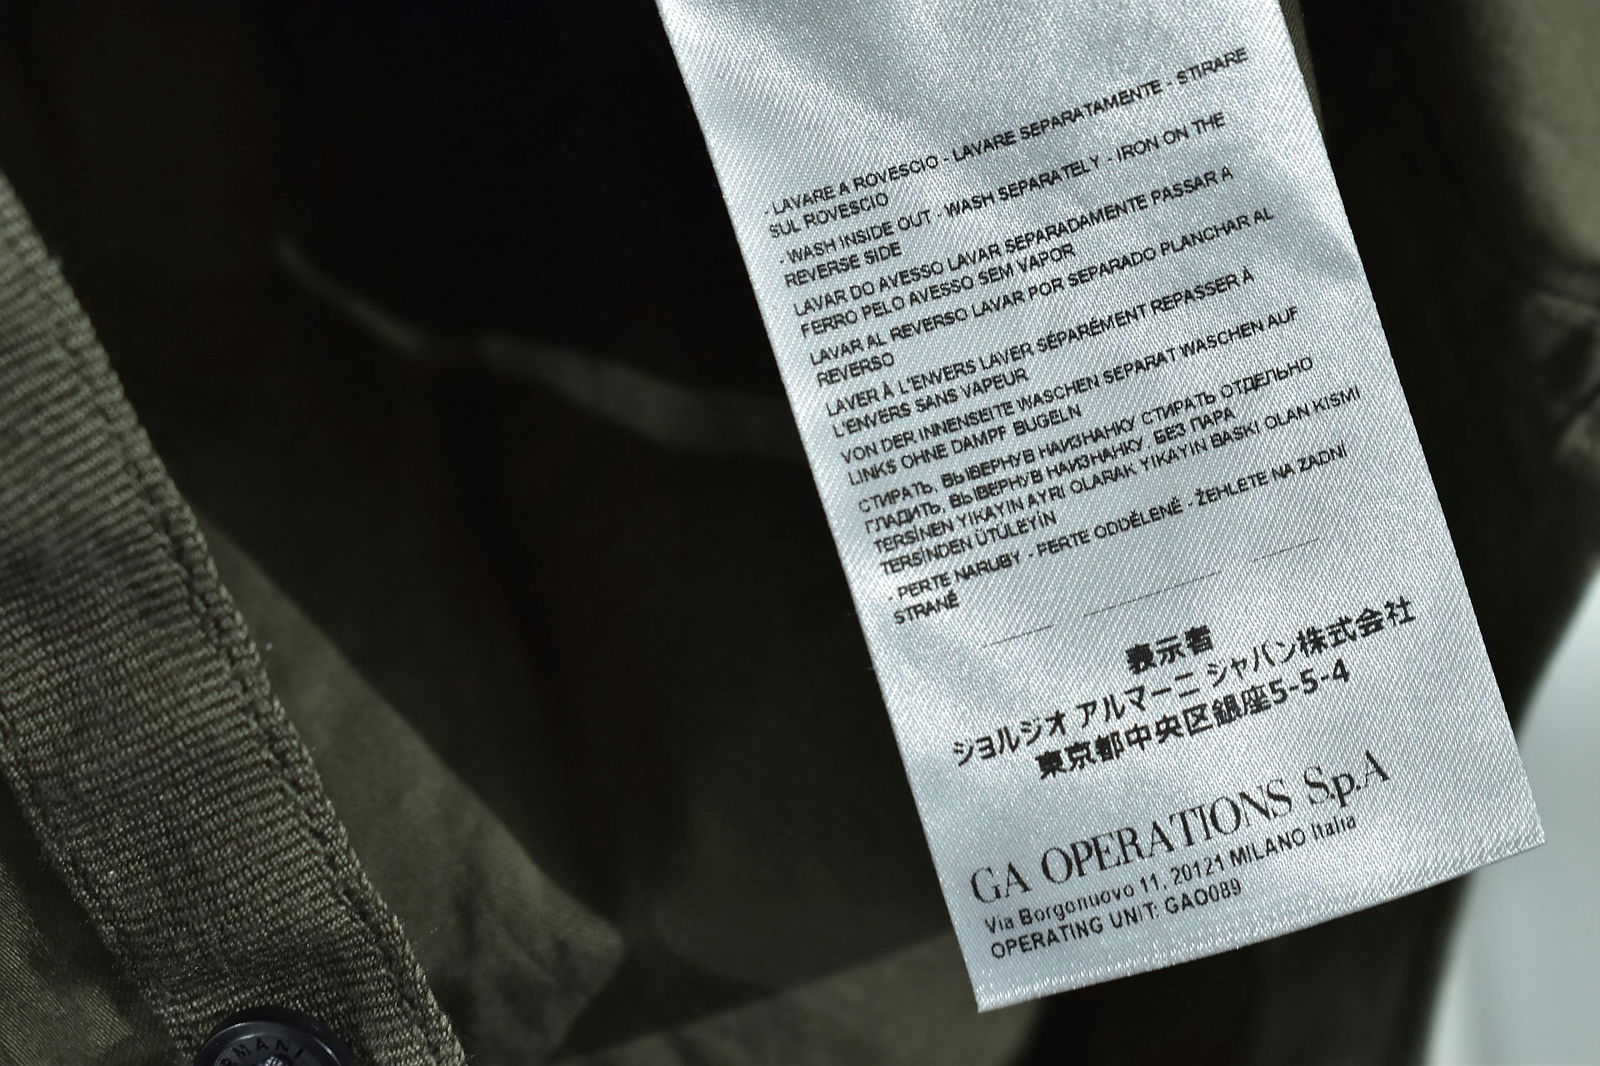 - LAVARE A ROVESCIO - LAVARE SEPARATAMENTE - STIRARE
SUL ROVESCIO
- WASH INSIDE OUT - WASH SEPARATELY - IRON ON THE
REVERSE SIDE
LAVAR DO AVESSO LAVAR SEPARADAMENTE PASSAR A
FERRO PELO AVESSO SEM VAPOR
LAVAR AL REVERSO LAVAR POR SEPARADO PLANCHAR AL
REVERSO
LAVER À L'ENVERS LAVER SÉPARÉMENT REPASSER À
L'ENVERS SANS VAPEUR
VON DER INNENSEITE WASCHEN SEPARAT WASCHEN AUF
LINKS OHNE DAMPF BUGELN
СТИРАТЬ, ВЫВЕРНУВ НАИЗНАНКУ СТИРАТЬ ОТДЕЛЬНО
ГЛАДИТЬ, ВЫВЕРНУВ НАИЗНАНКУ, БЕЗ ПАРА
TERSİNEN YIKAYIN AYRI OLARAK YIKAYIN BASKI OLAN KISMI
TERSİNDEN ÜTÜLEYİN
- PERTE NARUBY - PERTE ODDĚLENĚ - ŽEHLETE NA ZADNÍ
STRANĚ
表示者
ジョルジオ アルマーニ ジャパン株式会社
東京都中央区銀座5-5-4
GA OPERATIONS S.p.A
Via Borgonuovo 11, 20121 MILANO Italia
OPERATING UNIT: GAO089
RMANI